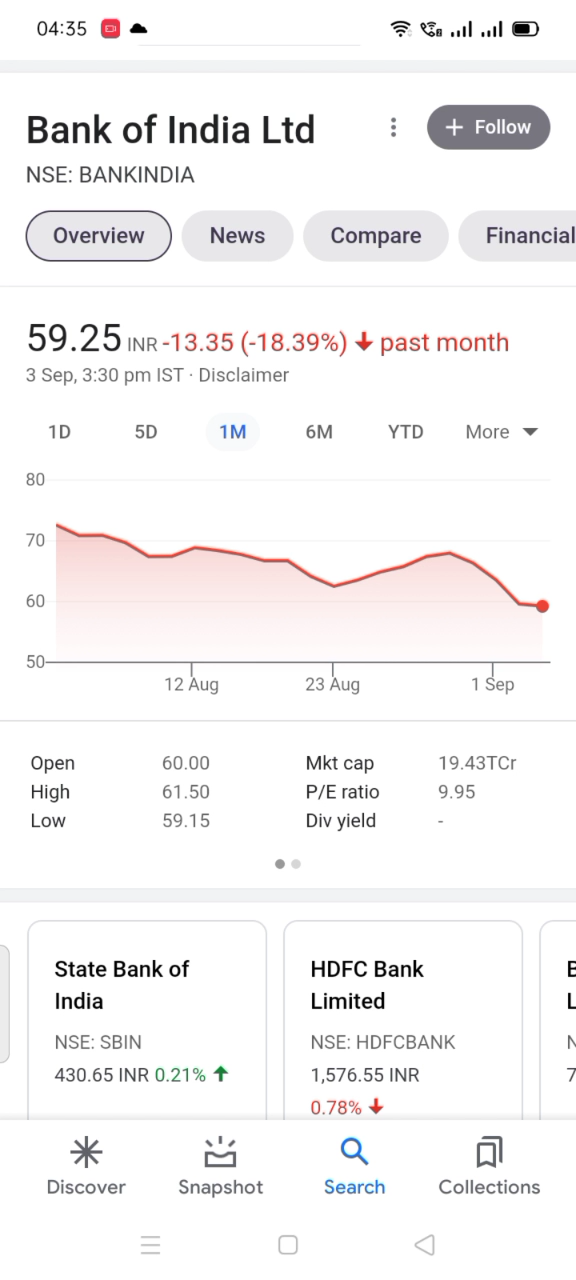 04:35
Bank of India Ltd
+ Follow
NSE: BANKINDIA
Overview News Compare Financial
59.25 INR -13.35 (-18.39%) ↓ past month
3 Sep, 3:30 pm IST · Disclaimer
1D 5D 1M 6M YTD More
80
70
60
50
12 Aug 23 Aug 1 Sep
Open 60.00 Mkt cap 19.43TCr
High 61.50 P/E ratio 9.95
Low 59.15 Div yield -
State Bank of
India
NSE: SBIN
430.65 INR 0.21% ↑
HDFC Bank
Limited
NSE: HDFCBANK
1,576.55 INR
0.78% ↓
Discover Snapshot Search Collections